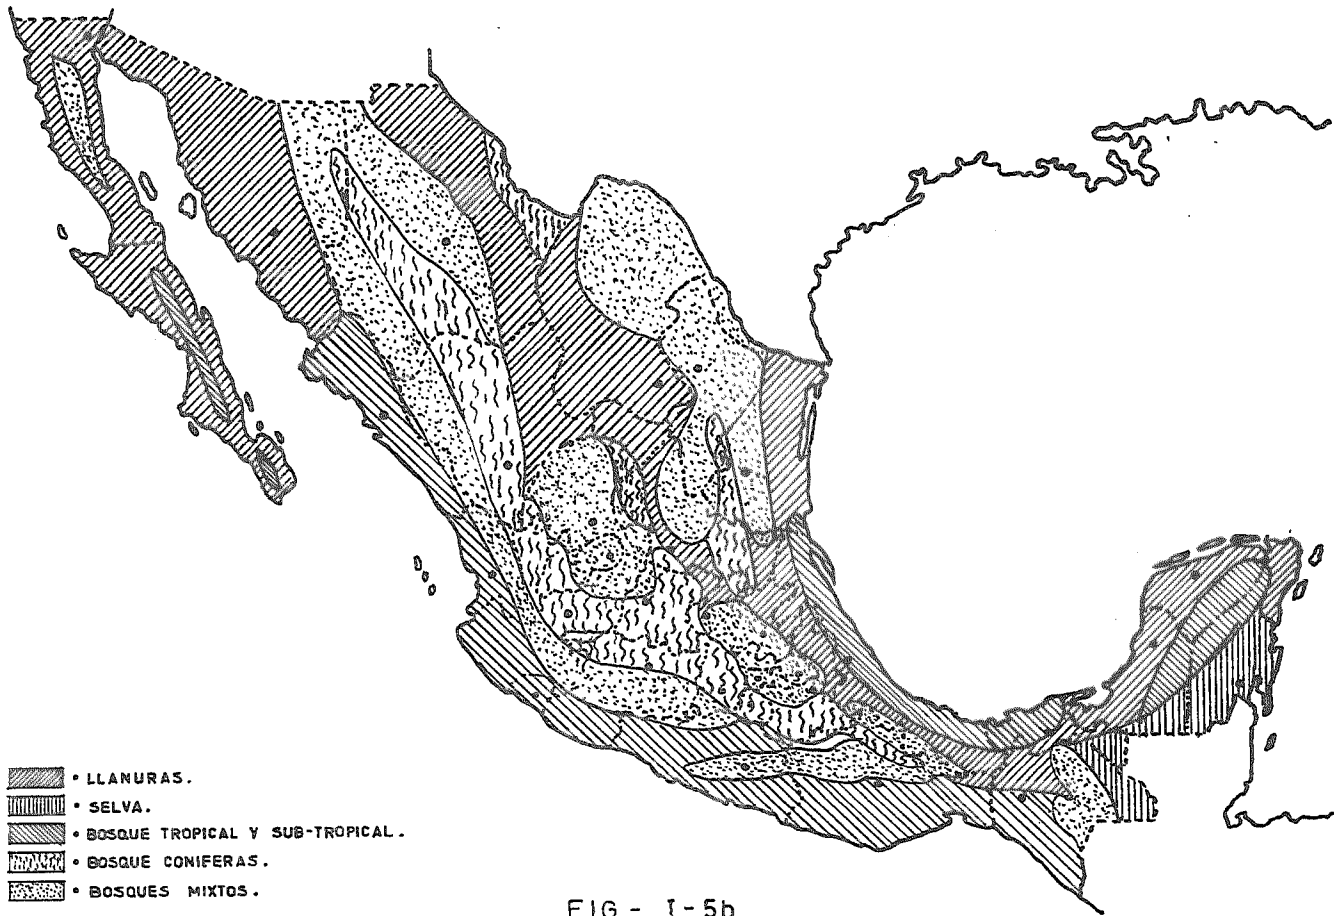 • LLANURAS.
• SELVA.
• BOSQUE TROPICAL Y SUB-TROPICAL.
• BOSQUE CONIFERAS.
• BOSQUES MIXTOS.
FIG - I-5b